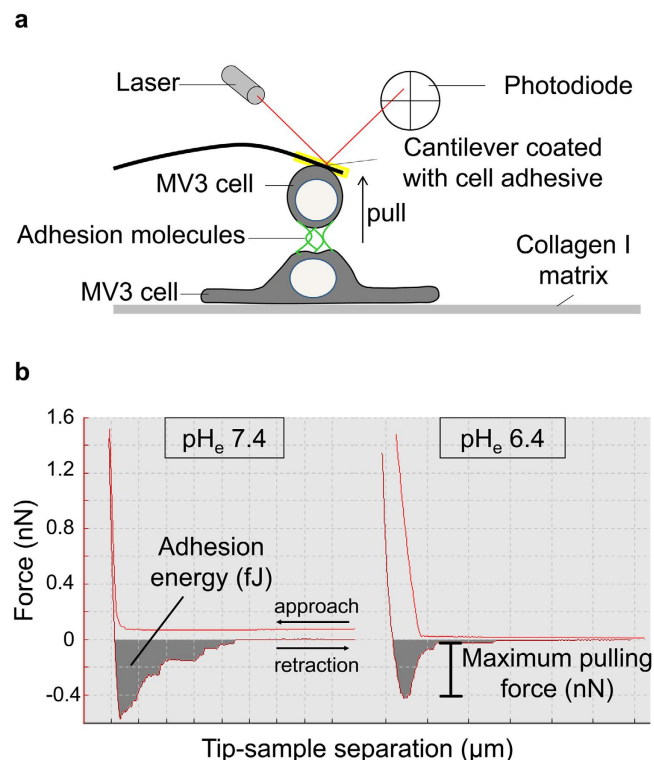 a
Laser
Photodiode
Cantilever coated
with cell adhesive
MV3 cell
pull
Adhesion molecules
Collagen I
matrix
MV3 cell
b
1.6
pHe 7.4
pHe 6.4
1.2
0.8
Adhesion
energy (fJ)
0.4
approach
0
retraction
Maximum pulling
force (nN)
-0.4
Force (nN)
Tip-sample separation (µm)